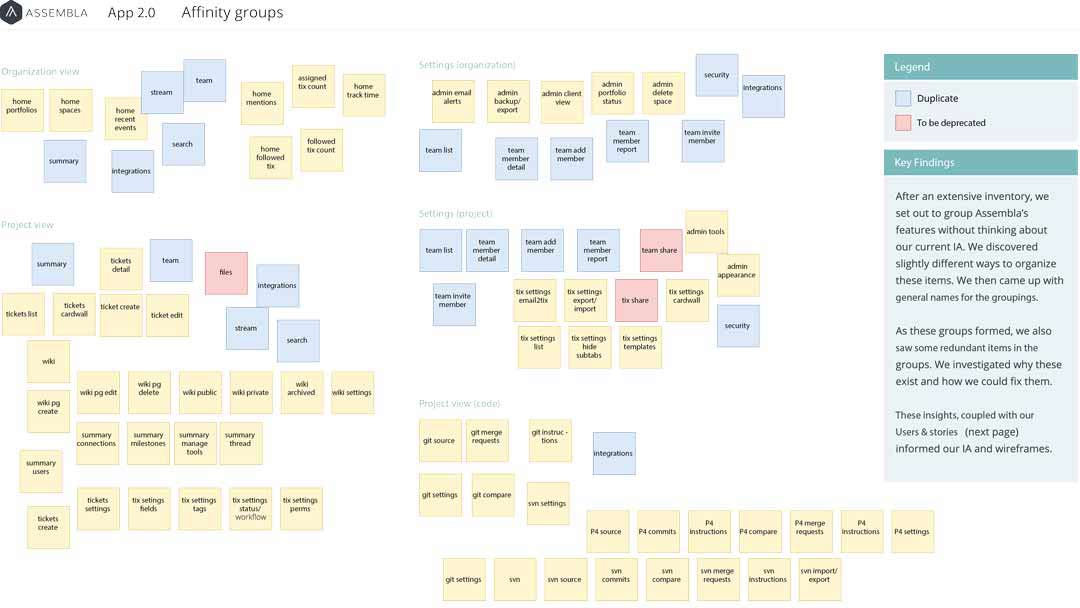 ASSEMBLA App 2.0 Affinity groups
Organization view
home
portfolios
home
spaces
home
recent
events
stream
team
home
mentions
assigned
tix count
home
track time
summary
integrations
search
home
followed
tix
followed
tix count
Project view
summary
tickets
detail
team
files
integrations
tickets list
tickets
cardwall
ticket create
ticket edit
stream
search
wiki
wiki pg
create
wiki pg edit
wiki pg
delete
wiki public
wiki private
wiki
archived
wiki settings
summary
connections
summary
milestones
summary
manage
tools
summary
thread
summary
users
tickets
settings
tix setings
fields
tix settings
tags
tix settings
status/
workflow
tix settings
perms
tickets
create
Settings (organization)
admin email
alerts
admin
backup/
export
admin client
view
admin
portfolio
status
admin
delete
space
security
integrations
team list
team
member
detail
team add
member
team
member
report
team invite
member
Settings (project)
team list
team
member
detail
team add
member
team
member
report
team share
admin tools
admin
appearance
team invite
member
tix settings
email2tix
tix settings
export/
import
tix share
tix settings
cardwall
security
tix settings
list
tix settings
hide
subtabs
tix settings
templates
Project view (code)
git source
git merge
requests
git instruc -
tions
integrations
git settings
git compare
svn settings
P4 source
P4 commits
P4
instructions
P4 compare
P4 merge
requests
P4
instructions
P4 settings
git settings
svn
svn source
svn
commits
svn
compare
svn merge
requests
svn
instructions
svn import/
export
Legend
Duplicate
To be deprecated
Key Findings
After an extensive inventory, we
set out to group Assembla's
features without thinking about
our current IA. We discovered
slightly different ways to organize
these items. We then came up with
general names for the groupings.
As these groups formed, we also
saw some redundant items in the
groups. We investigated why these
exist and how we could fix them.
These insights, coupled with our
Users & stories (next page)
informed our IA and wireframes.